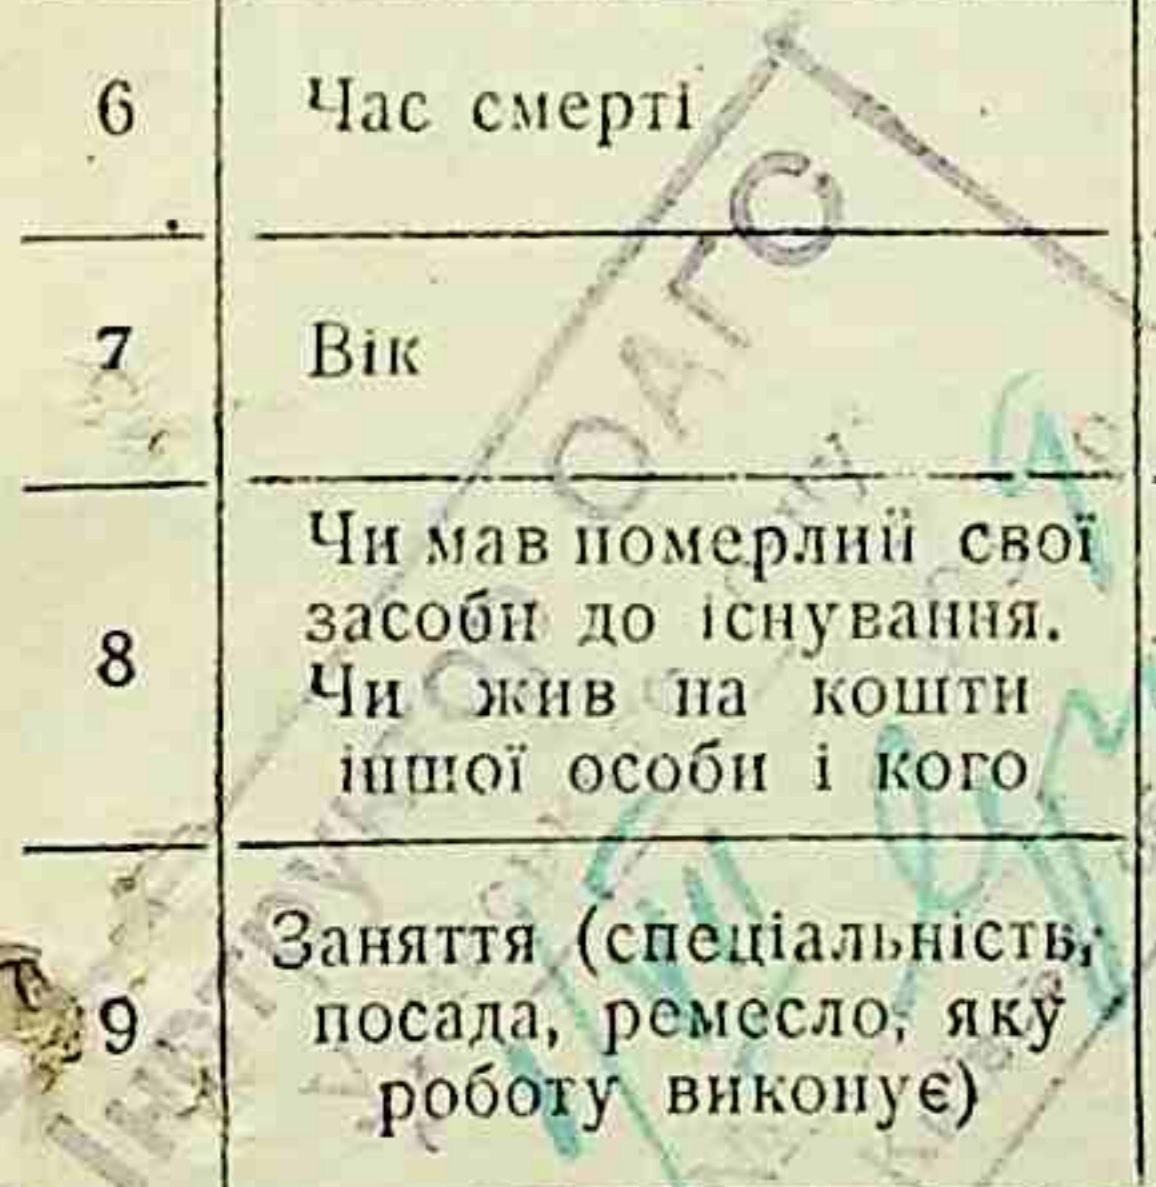 6 Час смерті
7 Вік
8 Чи мав померлий свої
засоби до існування.
Чи жив на кошти
іншої особи і кого
9 Заняття (спеціальність,
посада, ремесло, яку
роботу виконує)
ОАГС